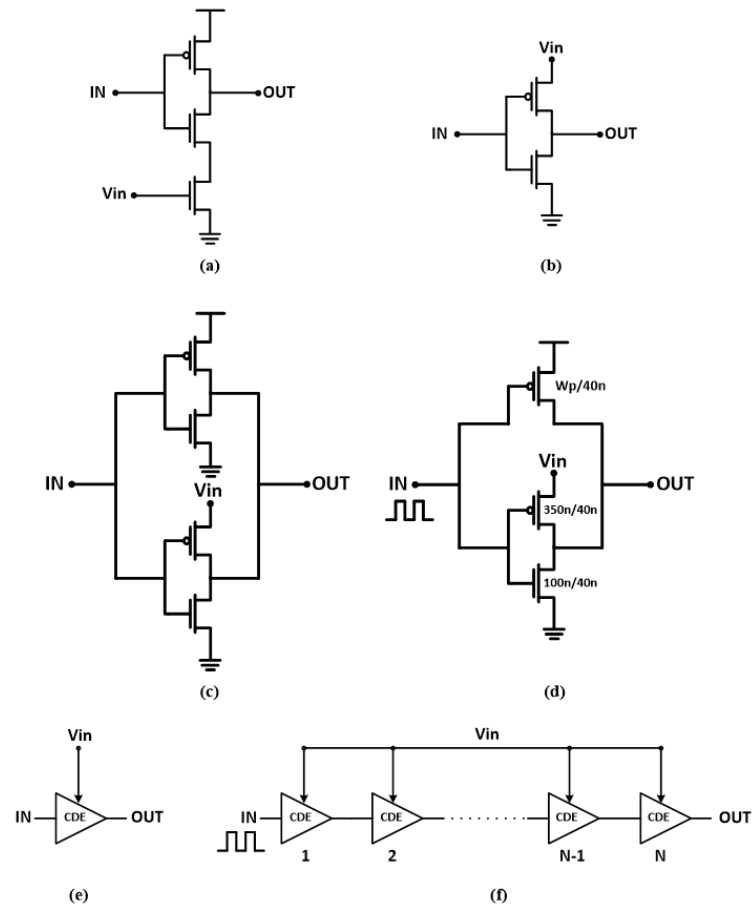 IN
OUT
Vin
(a)
Vin
IN
OUT
(b)
IN
Vin
OUT
(c)
Wp/40n
IN
Vin
OUT
350n/40n
100n/40n
(d)
Vin
IN
CDE
OUT
(e)
Vin
IN
CDE
CDE
CDE
CDE
OUT
1
2
N-1
N
(f)